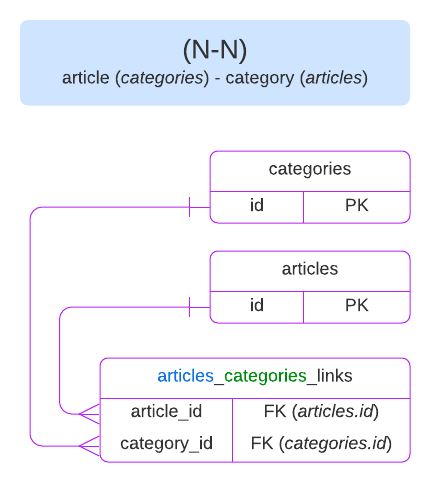 (N-N)
article (categories) - category (articles)
categories
id PK
articles
id PK
articles_categories_links
article_id FK (articles.id)
category_id FK (categories.id)